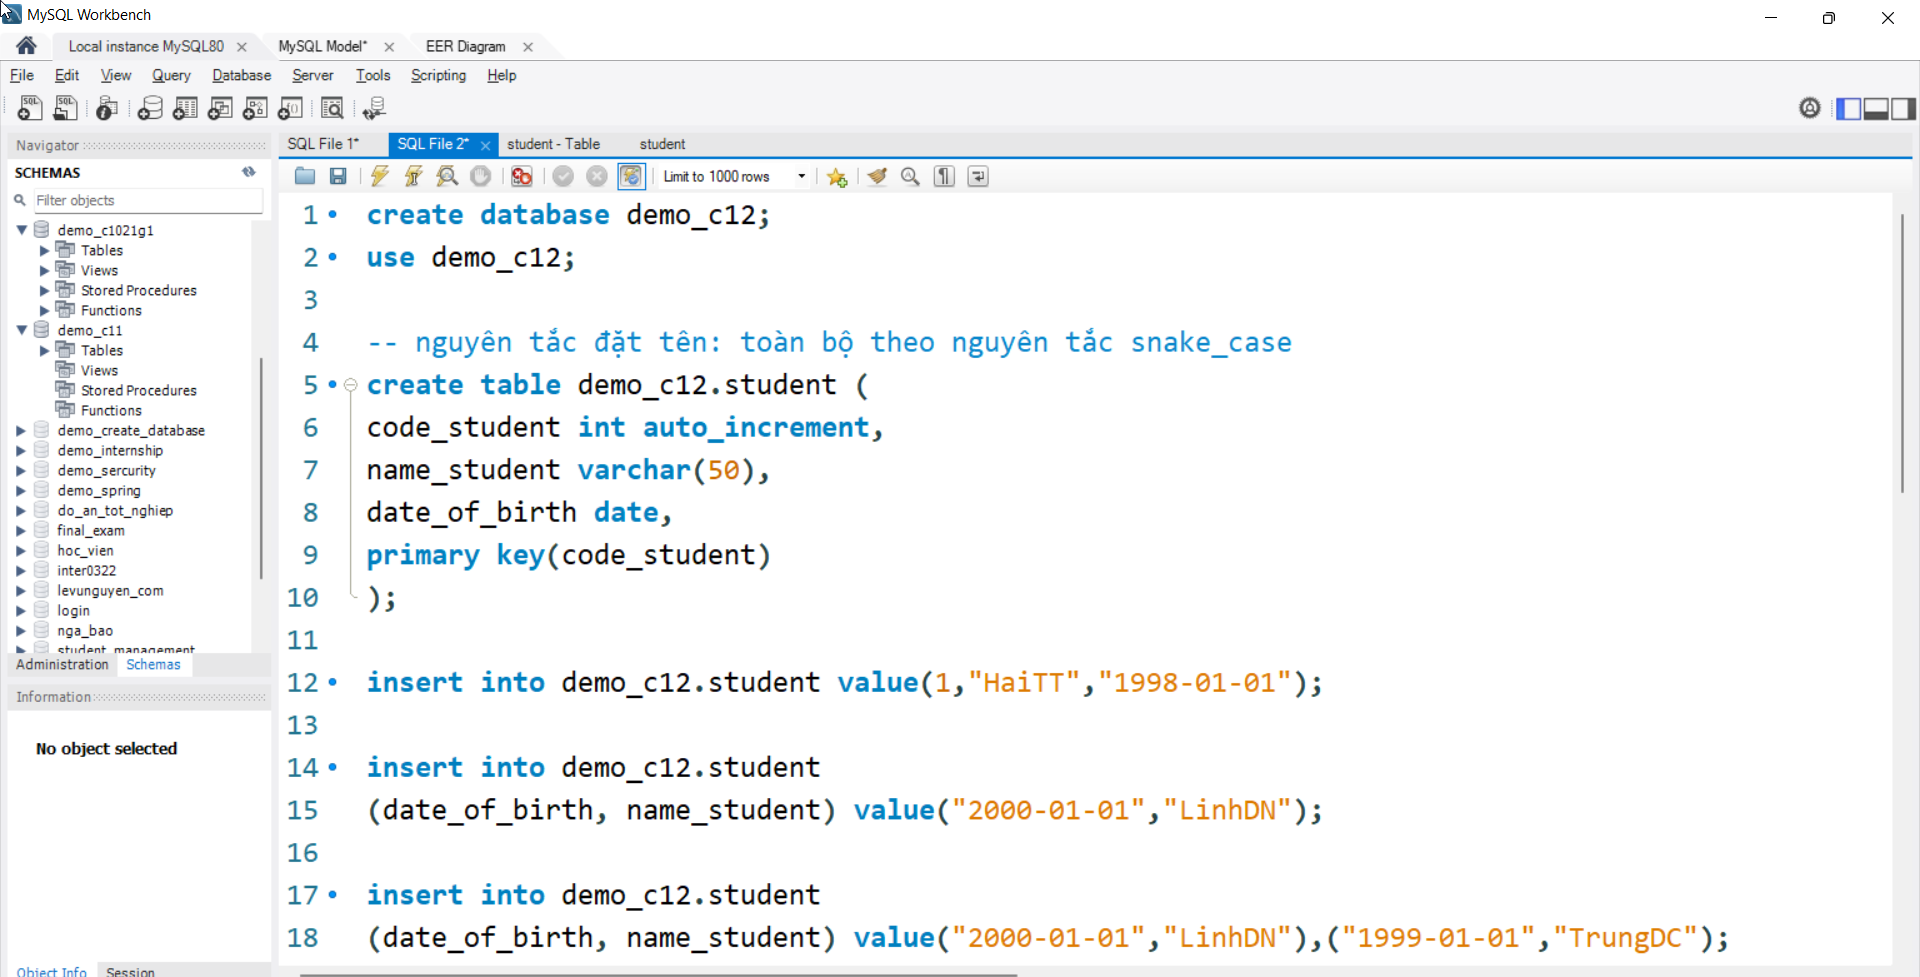 MySQL Workbench
Local instance MySQL80
MySQL Model*
EER Diagram
File Edit View Query Database Server Tools Scripting Help
Navigator
SCHEMAS
Filter objects
demo_c1021g1
Tables
Views
Stored Procedures
Functions
demo_c11
Tables
Views
Stored Procedures
Functions
demo_create_database
demo_internship
demo_sercurity
demo_spring
do_an_tot_nghiep
final_exam
hoc_vien
inter0322
levunguyen_com
login
nga_bao
student_management
Administration Schemas
Information
No object selected
Object Info Session
SQL File 1* SQL File 2* student - Table student
Limit to 1000 rows
1 create database demo_c12;
2 use demo_c12;
3
4 -- nguyên tắc đặt tên: toàn bộ theo nguyên tắc snake_case
5 create table demo_c12.student (
6 code_student int auto_increment,
7 name_student varchar(50),
8 date_of_birth date,
9 primary key(code_student)
10 );
11
12 insert into demo_c12.student value(1,"HaiTT","1998-01-01");
13
14 insert into demo_c12.student
15 (date_of_birth, name_student) value("2000-01-01","LinhDN");
16
17 insert into demo_c12.student
18 (date_of_birth, name_student) value("2000-01-01","LinhDN"),("1999-01-01","TrungDC");